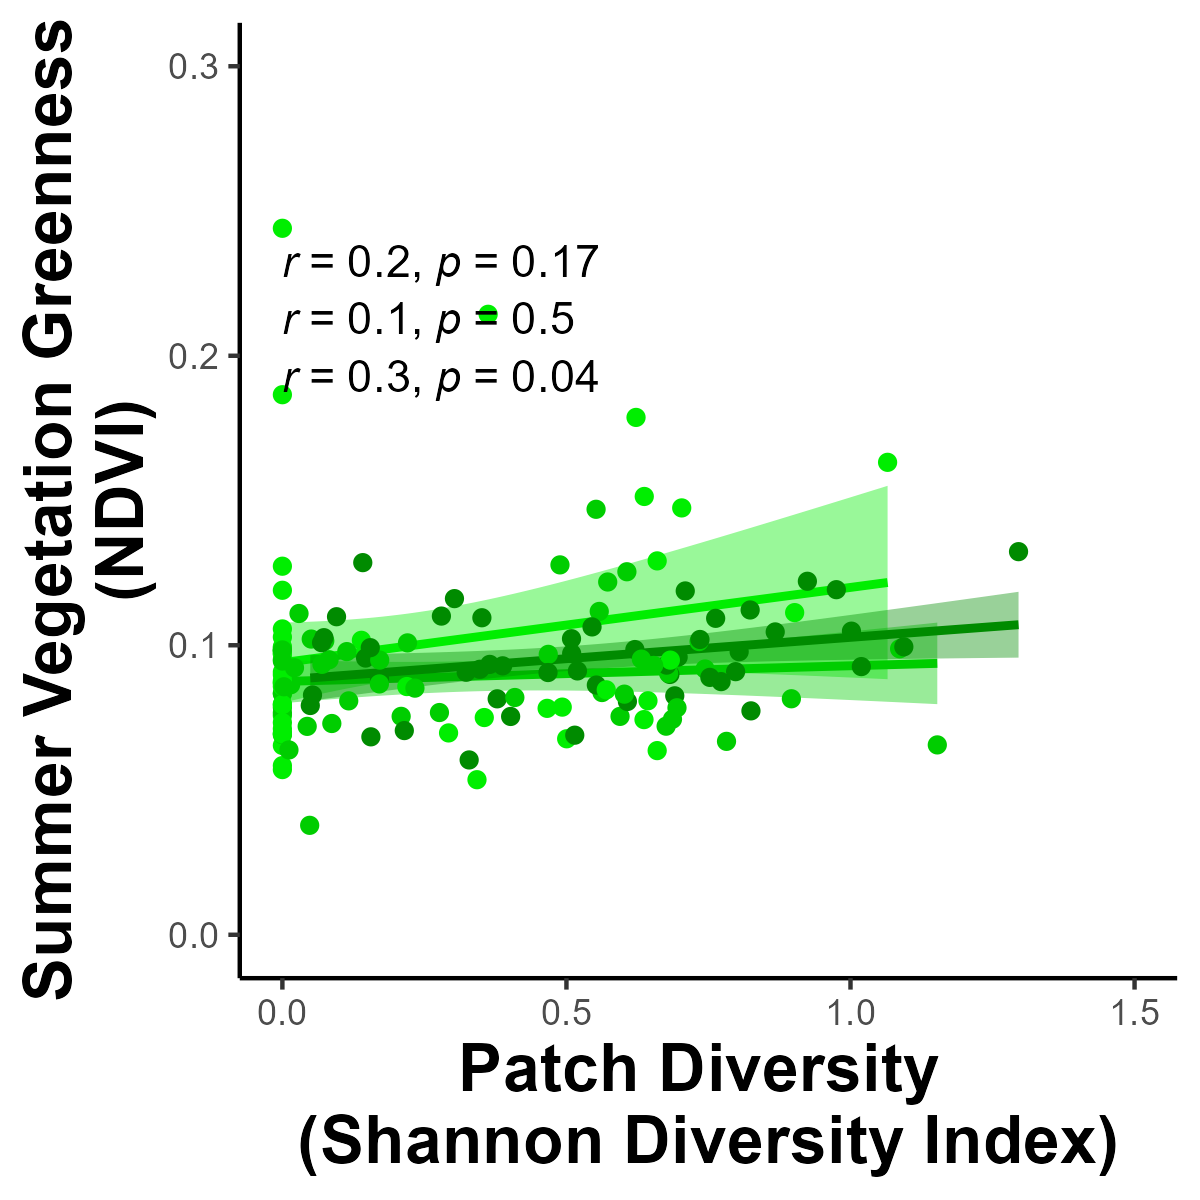 Summer Vegetation Greenness
(NDVI)
0.3
0.2
0.1
0.0
r = 0.2, p = 0.17
r = 0.1, p = 0.5
r = 0.3, p = 0.04
0.0 0.5 1.0 1.5
Patch Diversity
(Shannon Diversity Index)